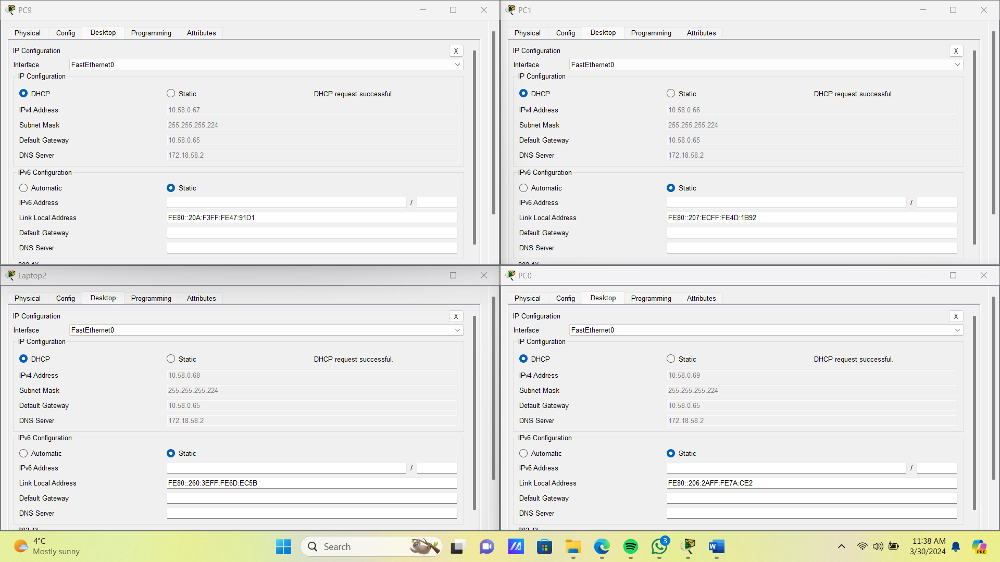 PC9
Physical Config Desktop Programming Attributes
IP Configuration X
Interface FastEthernet0
IP Configuration
DHCP Static DHCP request successful.
IPv4 Address 10.58.0.67
Subnet Mask 255.255.255.224
Default Gateway 10.58.0.65
DNS Server 172.18.58.2
IPv6 Configuration
Automatic Static
IPv6 Address /
Link Local Address FE80::20A:F3FF:FE47:91D1
Default Gateway
DNS Server
802.1X
PC1
Physical Config Desktop Programming Attributes
IP Configuration X
Interface FastEthernet0
IP Configuration
DHCP Static DHCP request successful.
IPv4 Address 10.58.0.66
Subnet Mask 255.255.255.224
Default Gateway 10.58.0.65
DNS Server 172.18.58.2
IPv6 Configuration
Automatic Static
IPv6 Address /
Link Local Address FE80::207:ECFF:FE4D:1B92
Default Gateway
DNS Server
802.1X
Laptop2
Physical Config Desktop Programming Attributes
IP Configuration X
Interface FastEthernet0
IP Configuration
DHCP Static DHCP request successful.
IPv4 Address 10.58.0.68
Subnet Mask 255.255.255.224
Default Gateway 10.58.0.65
DNS Server 172.18.58.2
IPv6 Configuration
Automatic Static
IPv6 Address /
Link Local Address FE80::260:3EFF:FE6D:EC5B
Default Gateway
DNS Server
802.1X
PC0
Physical Config Desktop Programming Attributes
IP Configuration X
Interface FastEthernet0
IP Configuration
DHCP Static DHCP request successful.
IPv4 Address 10.58.0.69
Subnet Mask 255.255.255.224
Default Gateway 10.58.0.65
DNS Server 172.18.58.2
IPv6 Configuration
Automatic Static
IPv6 Address /
Link Local Address FE80::206:2AFF:FE7A:CE2
Default Gateway
DNS Server
802.1X
4°C
Mostly sunny
Search
3
W
11:38 AM
3/30/2024
PRE